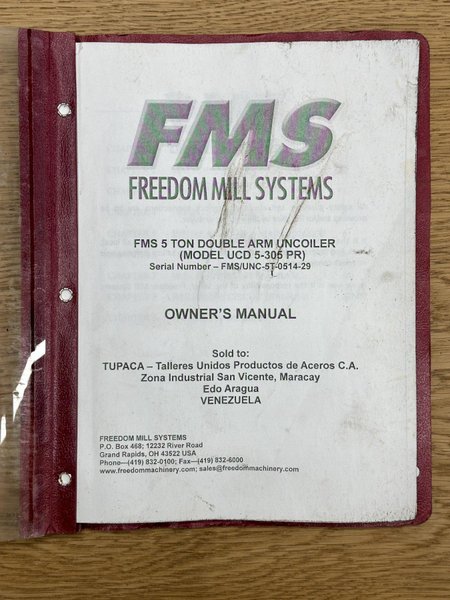 FMS
FREEDOM MILL SYSTEMS
FMS 5 TON DOUBLE ARM UNCOILER
(MODEL UCD 5-305 PR)
Serial Number – FMS/UNC-5T-0514-29
OWNER'S MANUAL
Sold to:
TUPACA – Talleres Unidos Productos de Aceros C.A.
Zona Industrial San Vicente, Maracay
Edo Aragua
VENEZUELA
FREEDOM MILL SYSTEMS
P.O. Box 468; 12232 River Road
Grand Rapids, OH 43522 USA
Phone—(419) 832-0100; Fax—(419) 832-6000
www.freedommachinery.com; sales@freedommachinery.com